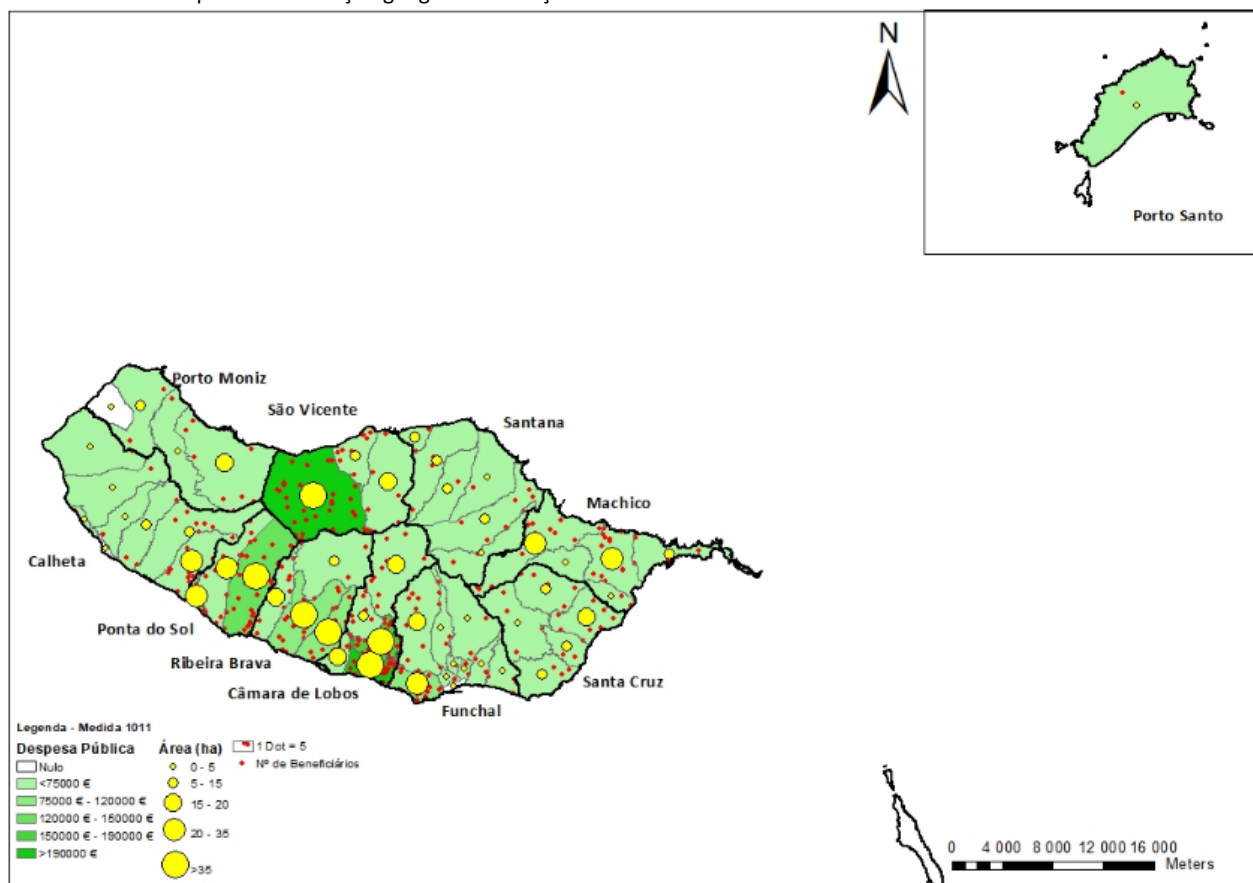 N
Porto Santo
Porto Moniz
São Vicente
Santana
Machico
Calheta
Ponta do Sol
Ribeira Brava
Câmara de Lobos
Funchal
Santa Cruz
Legenda - Medida 1011
Despesa Pública
Nulo
<75000 €
75000 € - 120000 €
120000 € - 150000 €
150000 € - 190000 €
>190000 €
Área (ha)
0 - 5
5 - 15
15 - 20
20 - 35
>35
1 Dot = 5
Nº de Beneficiários
0 4 000 8 000 12 000 16 000
Meters